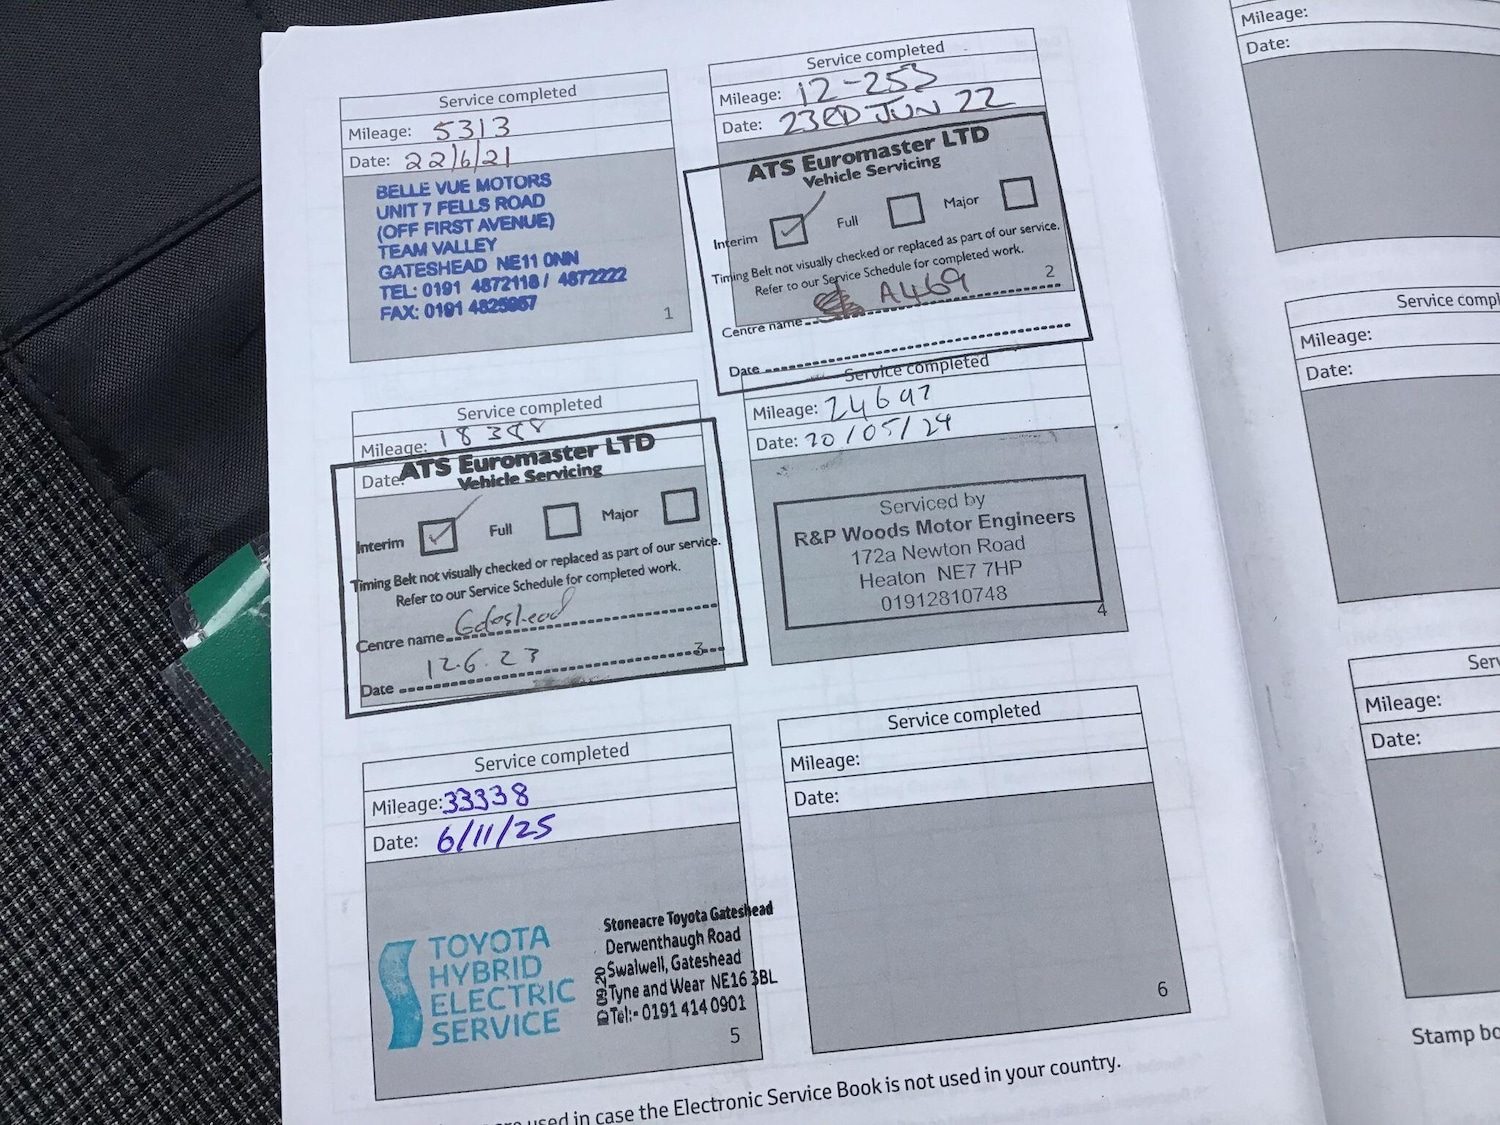 Service completed
Mileage: 5313
Date: 22/6/21
BELLE VUE MOTORS
UNIT 7 FELLS ROAD
(OFF FIRST AVENUE)
TEAM VALLEY
GATESHEAD NE11 0NN
TEL: 0191 4872118 / 4872222
FAX: 0191 4825957
1
Service completed
Mileage: 12-253
Date: 23RD JUN 22
ATS Euromaster LTD
Vehicle Servicing
Interim Full Major
Timing Belt not visually checked or replaced as part of our service.
Refer to our Service Schedule for completed work.
2
Centre name A469
Date
Service completed
Mileage: 18 388
Date:
ATS Euromaster LTD
Vehicle Servicing
Interim Full Major
Timing Belt not visually checked or replaced as part of our service.
Refer to our Service Schedule for completed work.
Centre name Gateshead
3
Date 12.6.23
Service completed
Mileage: 24697
Date: 20/05/24
Serviced by
R&P Woods Motor Engineers
172a Newton Road
Heaton NE7 7HP
01912810748
4
Service completed
Mileage: 33338
Date: 6/11/25
TOYOTA
HYBRID
ELECTRIC
SERVICE
Stoneacre Toyota Gateshead
Derwenthaugh Road
Swalwell, Gateshead
Tyne and Wear NE16 3BL
Tel:- 0191 414 0901
5
Service completed
Mileage:
Date:
6
used in case the Electronic Service Book is not used in your country.
Mileage:
Date:
Service compl
Mileage:
Date:
Serv
Mileage:
Date:
Stamp bo